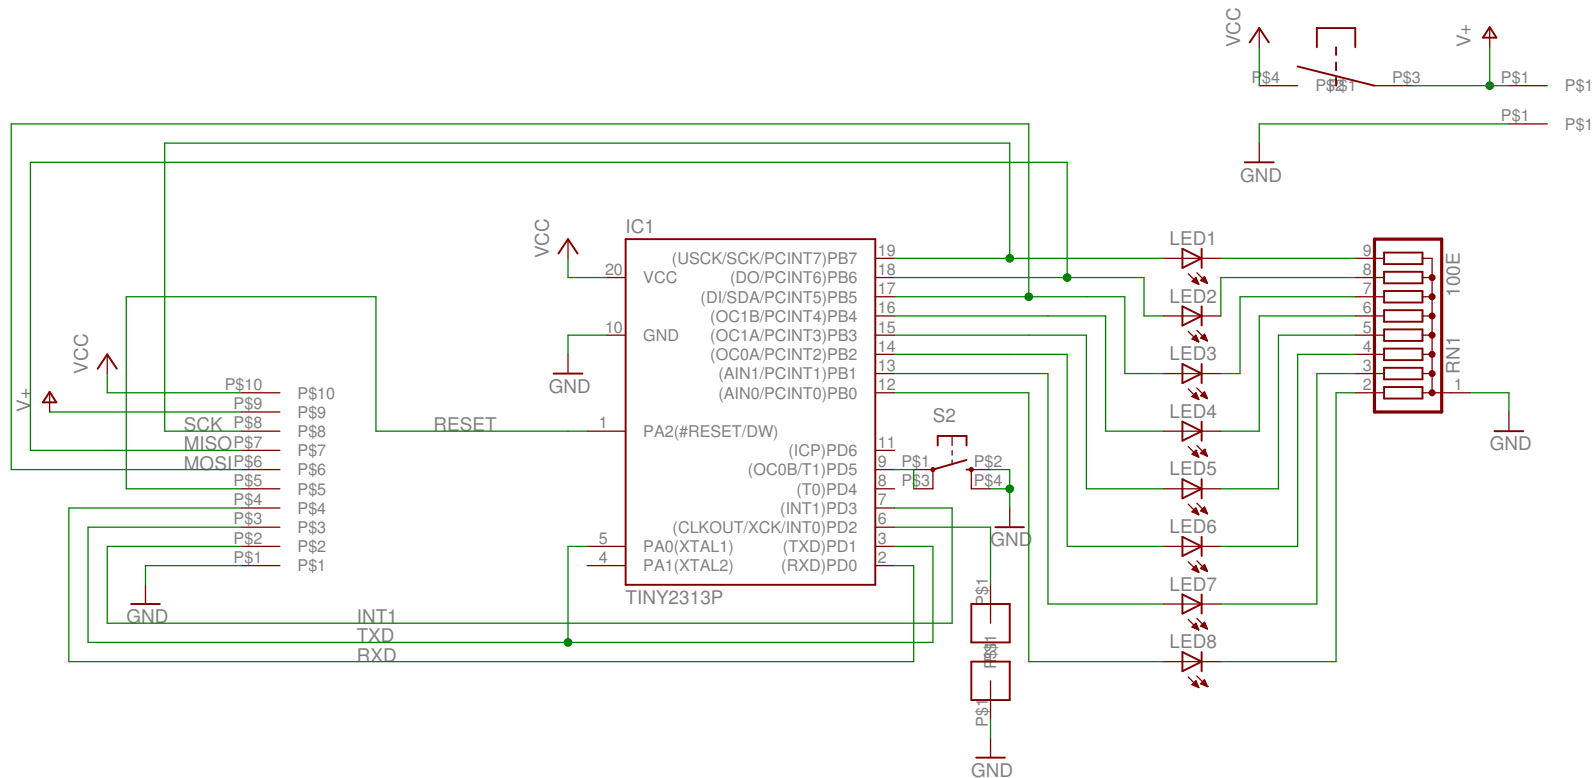 VCC
V+
P$4
P$1
P$3
P$1
P$1
P$1
P$1
GND
IC1
VCC
20
VCC
10
GND
GND
1
PA2(#RESET/DW)
RESET
5
PA0(XTAL1)
4
PA1(XTAL2)
TINY2313P
(USCK/SCK/PCINT7)PB7
19
(DO/PCINT6)PB6
18
(DI/SDA/PCINT5)PB5
17
(OC1B/PCINT4)PB4
16
(OC1A/PCINT3)PB3
15
(OC0A/PCINT2)PB2
14
(AIN1/PCINT1)PB1
13
(AIN0/PCINT0)PB0
12
(ICP)PD6
11
(OC0B/T1)PD5
9
(T0)PD4
8
(INT1)PD3
7
(CLKOUT/XCK/INT0)PD2
6
(TXD)PD1
3
(RXD)PD0
2
VCC
V+
P$10 P$10
P$9 P$9
SCK P$8 P$8
MISO P$7 P$7
MOSI P$6 P$6
P$5 P$5
P$4 P$4
P$3 P$3
P$2 P$2
P$1 P$1
GND
INT1
TXD
RXD
S2
P$1 P$2
P$3 P$4
GND
P$1
P$1
GND
LED1
LED2
LED3
LED4
LED5
LED6
LED7
LED8
9
8
7
6
5
4
3
2
100E
RN1
1
GND